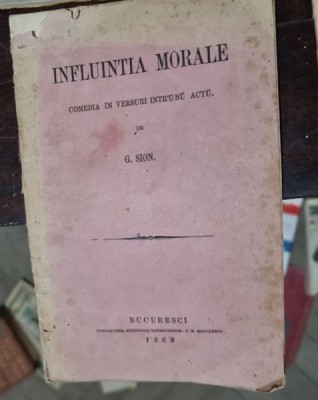 INFLUINTIA MORALE
COMEDIA IN VERSURI INTR'UNŬ ACTŬ.
DE
G. SION.
BUCURESCI
1869